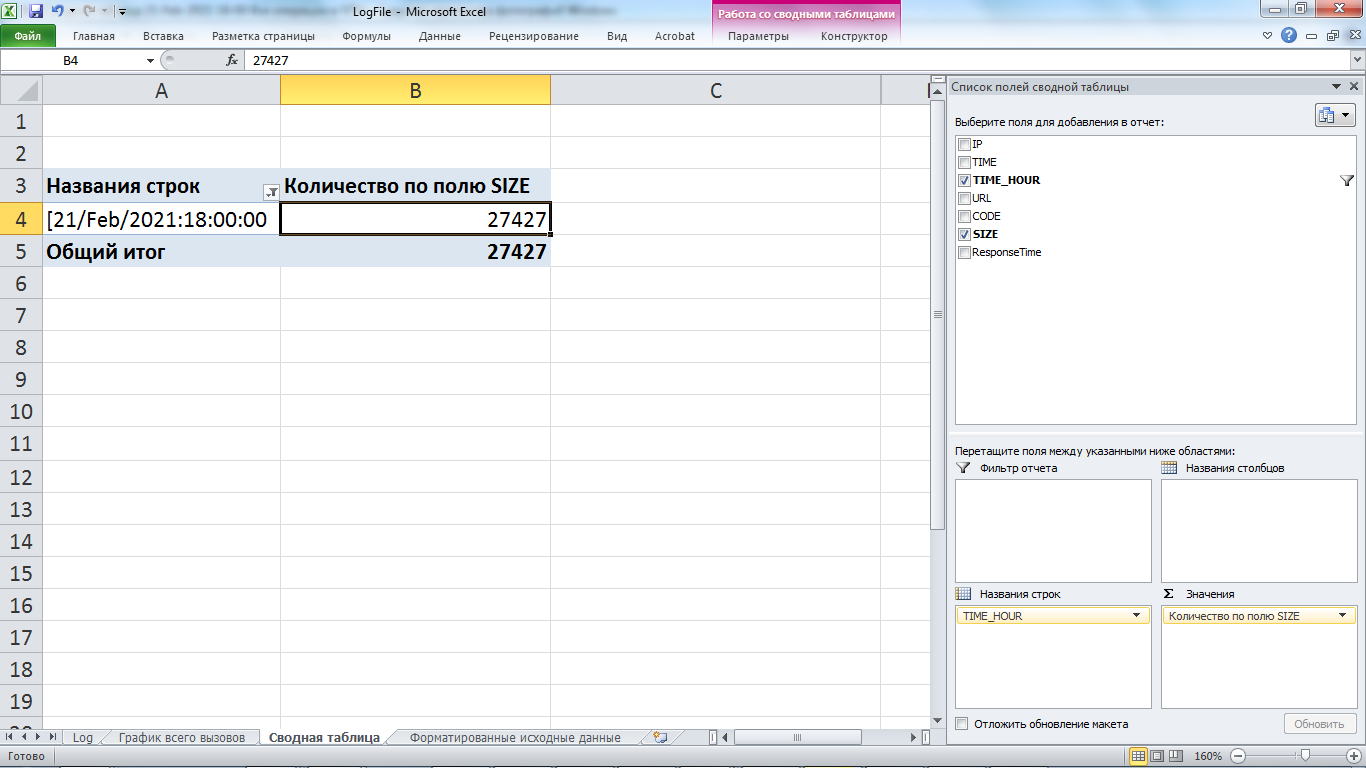 LogFile - Microsoft Excel
Работа со сводными таблицами
Файл Главная Вставка Разметка страницы Формулы Данные Рецензирование Вид Acrobat Параметры Конструктор
B4 fx 27427
A B C
1
2
3 Названия строк Количество по полю SIZE
4 [21/Feb/2021:18:00:00 27427
5 Общий итог 27427
6
7
8
9
10
11
12
13
14
15
16
17
18
19
Список полей сводной таблицы
Выберите поля для добавления в отчет:
IP
TIME
TIME_HOUR
URL
CODE
SIZE
ResponseTime
Перетащите поля между указанными ниже областями:
Фильтр отчета Названия столбцов
Названия строк Σ Значения
TIME_HOUR Количество по полю SIZE
Отложить обновление макета Обновить
Log График всего вызовов Сводная таблица Форматированные исходные данные
Готово 160%